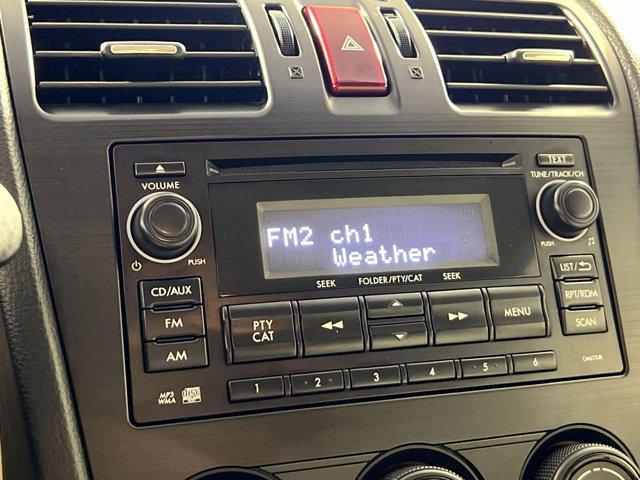 TEXT
VOLUME
TUNE/TRACK/CH
FM2 ch1
Weather
PUSH
PUSH
SEEK
FOLDER/PTY/CAT
SEEK
CD/AUX
LIST/
FM
PTY
CAT
MENU
RPT/RDM
AM
SCAN
1
2
3
4
5
6
MP3
WMA